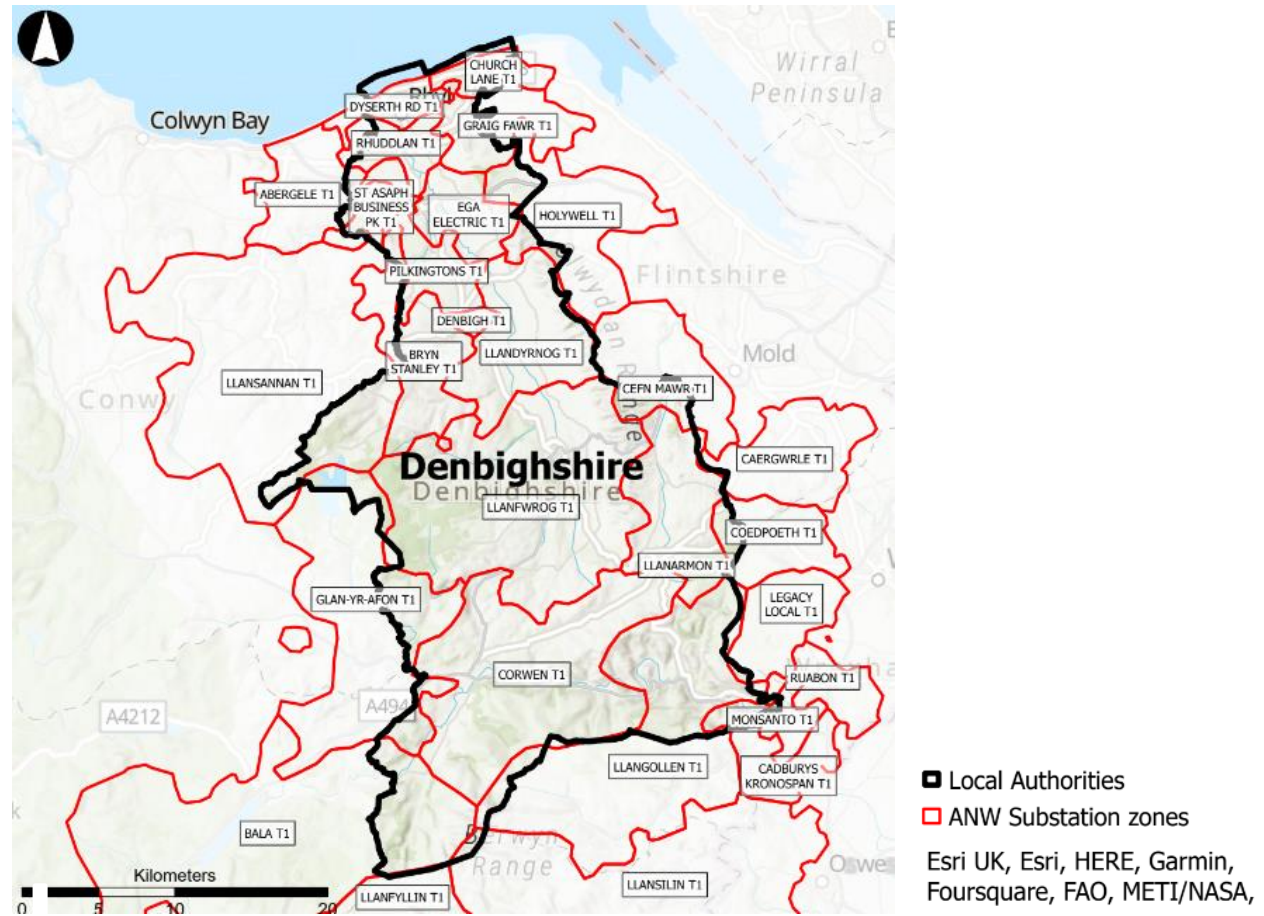 Wirral
Peninsula
CHURCH
LANE T1
Rhyl
DYSERTH RD T1
Colwyn Bay
GRAIG FAWR T1
RHUDDLAN T1
ABERGELE T1
ST ASAPH
BUSINESS
PK T1
EGA
ELECTRIC T1
HOLYWELL T1
Flintshire
PILKINGTONS T1
DENBIGH T1
LLANDYRNOG T1
BRYN
STANLEY T1
Mold
LLANSANNAN T1
CEFN MAWR T1
Conwy
CAERGWRLE T1
Denbighshire
Denbighshire
LLANFWROG T1
COEDPOETH T1
LLANARMON T1
GLAN-YR-AFON T1
LEGACY
LOCAL T1
CORWEN T1
RUABON T1
A494
A4212
MONSANTO T1
LLANGOLLEN T1
CADBURYS
KRONOSPAN T1
BALA T1
Berwyn
Range
LLANSILIN T1
Kilometers
LLANFYLLIN T1
0 5 10 20
Local Authorities
ANW Substation zones
Esri UK, Esri, HERE, Garmin,
Foursquare, FAO, METI/NASA,